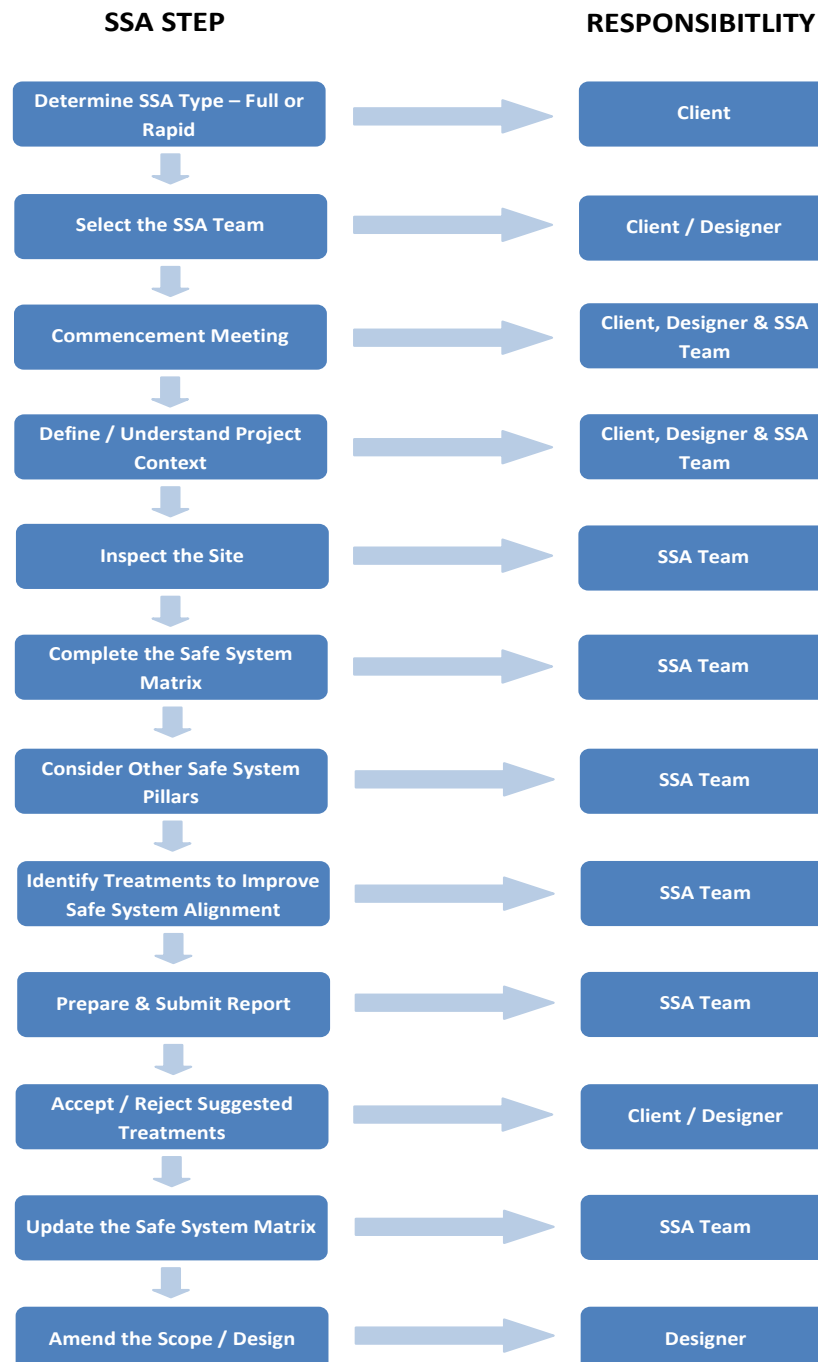 SSA STEP
RESPONSIBITLITY
Determine SSA Type – Full or
Rapid
Client
Select the SSA Team
Client / Designer
Commencement Meeting
Client, Designer & SSA
Team
Define / Understand Project
Context
Client, Designer & SSA
Team
Inspect the Site
SSA Team
Complete the Safe System
Matrix
SSA Team
Consider Other Safe System
Pillars
SSA Team
Identify Treatments to Improve
Safe System Alignment
SSA Team
Prepare & Submit Report
SSA Team
Accept / Reject Suggested
Treatments
Client / Designer
Update the Safe System Matrix
SSA Team
Amend the Scope / Design
Designer